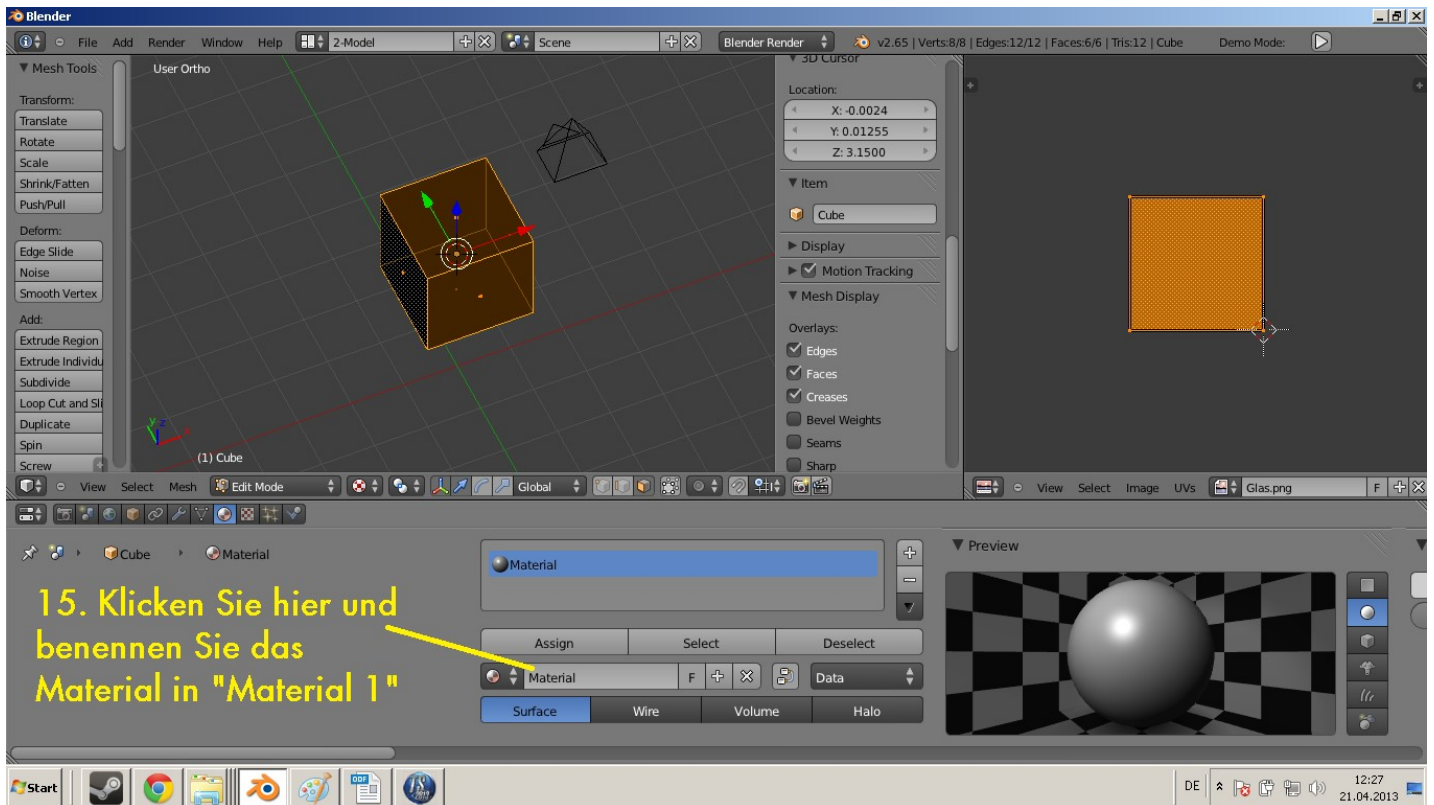 Blender
File Add Render Window Help 2-Model Scene Blender Render v2.65 | Verts:8/8 | Edges:12/12 | Faces:6/6 | Tris:12 | Cube Demo Mode:
Mesh Tools
Transform:
Translate
Rotate
Scale
Shrink/Fatten
Push/Pull
Deform:
Edge Slide
Noise
Smooth Vertex
Add:
Extrude Region
Extrude Individu
Subdivide
Loop Cut and Sli
Duplicate
Spin
Screw
User Ortho
y z x
(1) Cube
3D Cursor
Location:
X: -0.0024
Y: 0.01255
Z: 3.1500
Item
Cube
Display
Motion Tracking
Mesh Display
Overlays:
Edges
Faces
Creases
Bevel Weights
Seams
Sharp
View Select Mesh Edit Mode Global
View Select Image UVs Glas.png F
Cube Material
15. Klicken Sie hier und
benennen Sie das
Material in "Material 1"
Material
Assign Select Deselect
Material F Data
Surface Wire Volume Halo
Preview
Start
ODF
DE
12:27
21.04.2013